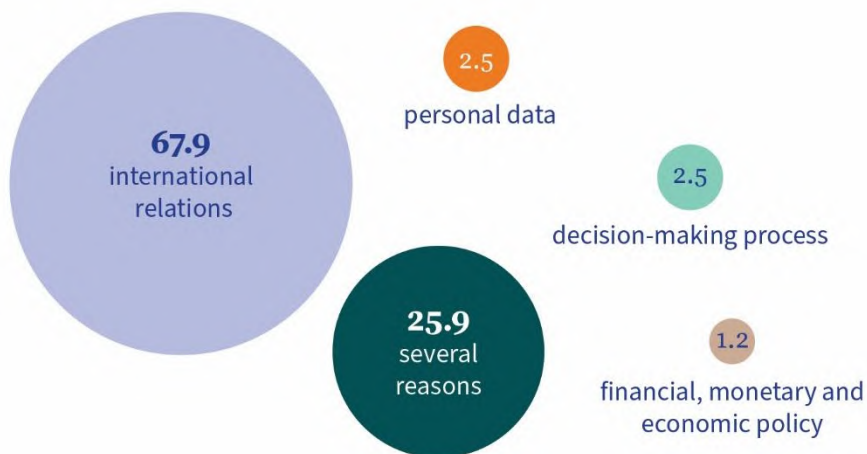 67.9
international
relations
2.5
personal data
2.5
decision-making process
25.9
several
reasons
1.2
financial, monetary and
economic policy